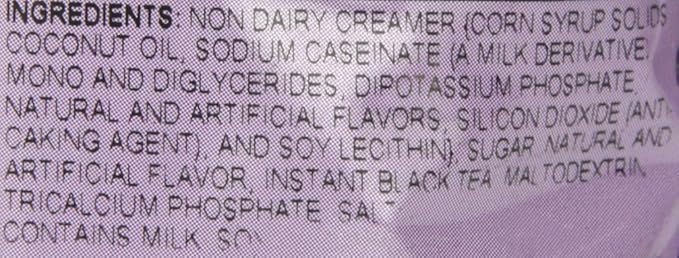 INGREDIENTS: NON DAIRY CREAMER (CORN SYRUP SOLIDS
COCONUT OIL, SODIUM CASEINATE (A MILK DERIVATIVE),
MONO AND DIGLYCERIDES, DIPOTASSIUM PHOSPHATE,
NATURAL AND ARTIFICIAL FLAVORS, SILICON DIOXIDE (ANTI-
CAKING AGENT), AND SOY LECITHIN), SUGAR, NATURAL AND
ARTIFICIAL FLAVOR, INSTANT BLACK TEA, MALTODEXTRIN,
TRICALCIUM PHOSPHATE, SALT
CONTAINS MILK, SOY